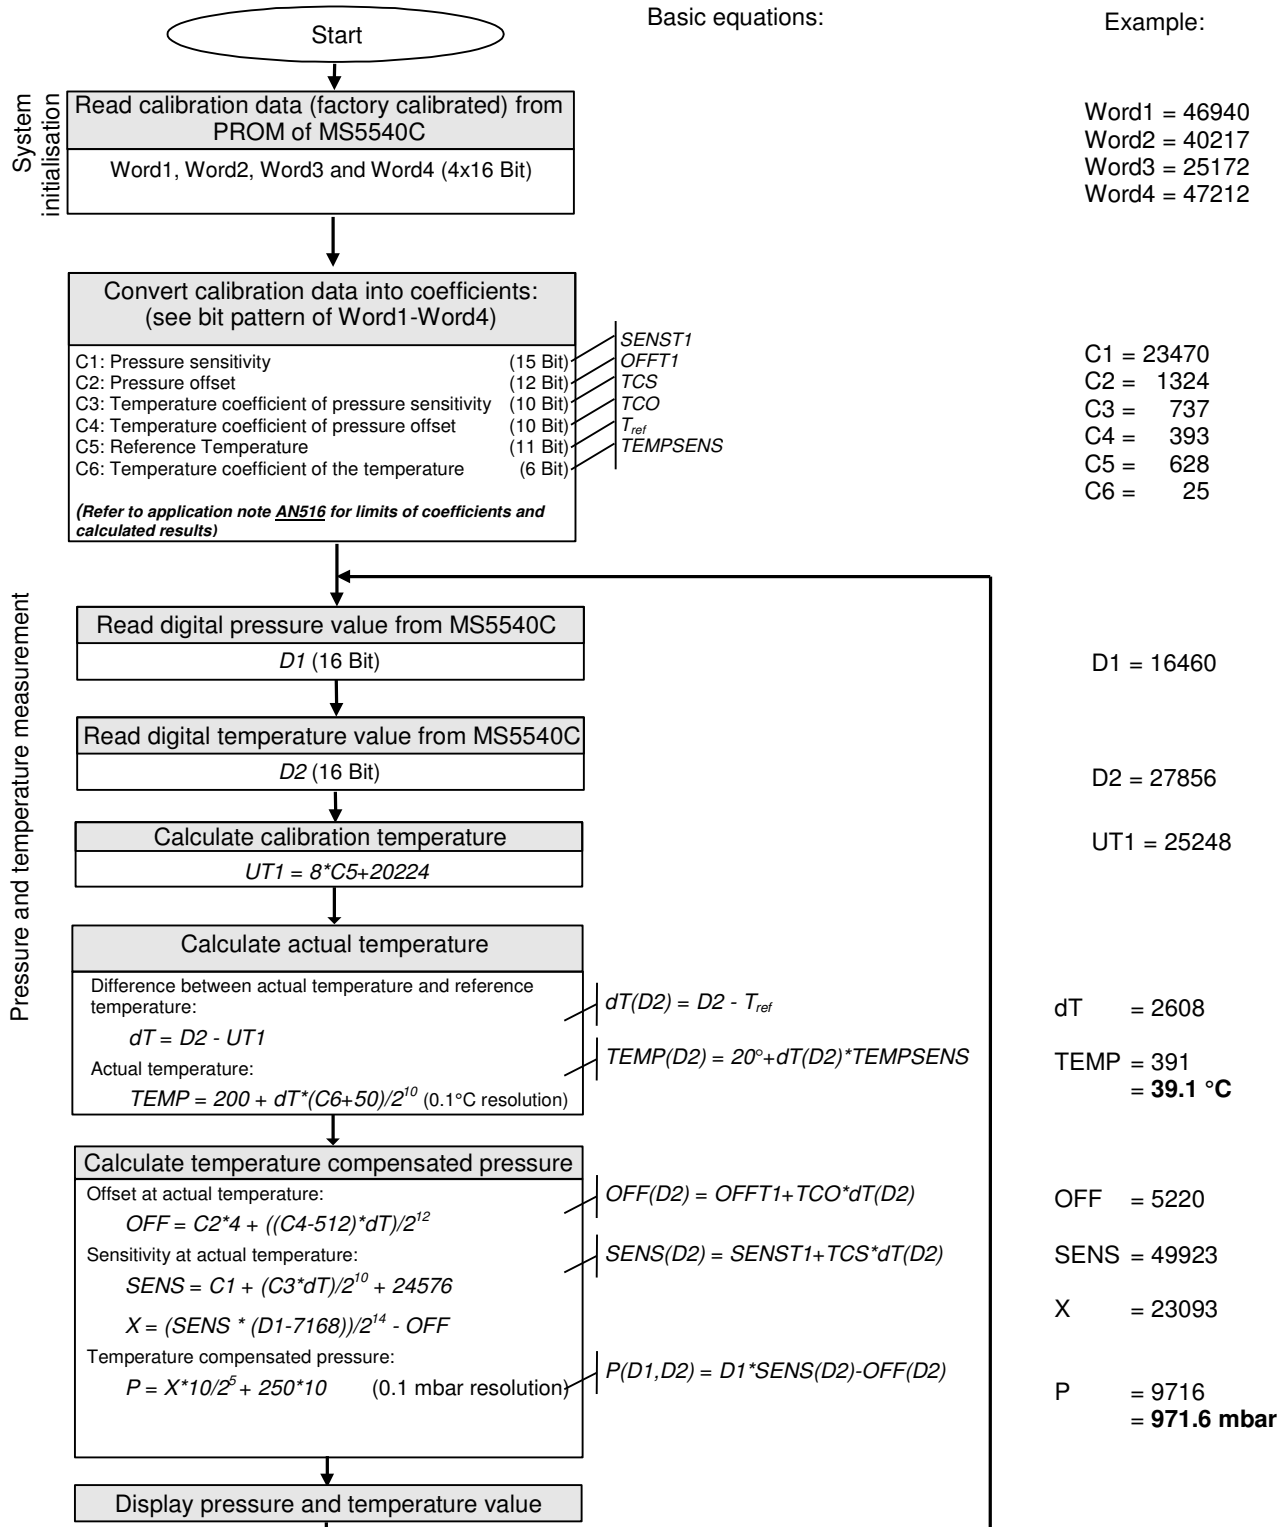 Basic equations:
Example:
Start
System
initialisation
Read calibration data (factory calibrated) from
PROM of MS5540C
Word1, Word2, Word3 and Word4 (4x16 Bit)
Word1 = 46940
Word2 = 40217
Word3 = 25172
Word4 = 47212
Convert calibration data into coefficients:
(see bit pattern of Word1-Word4)
C1: Pressure sensitivity (15 Bit) SENST1
C2: Pressure offset (12 Bit) OFFT1
C3: Temperature coefficient of pressure sensitivity (10 Bit) TCS
C4: Temperature coefficient of pressure offset (10 Bit) TCO
C5: Reference Temperature (11 Bit) Tref
C6: Temperature coefficient of the temperature (6 Bit) TEMPSENS
(Refer to application note AN516 for limits of coefficients and
calculated results)
C1 = 23470
C2 = 1324
C3 = 737
C4 = 393
C5 = 628
C6 = 25
Pressure and temperature measurement
Read digital pressure value from MS5540C
D1 (16 Bit)
D1 = 16460
Read digital temperature value from MS5540C
D2 (16 Bit)
D2 = 27856
Calculate calibration temperature
UT1 = 8*C5+20224
UT1 = 25248
Calculate actual temperature
Difference between actual temperature and reference
temperature:
dT = D2 - UT1
dT(D2) = D2 - Tref
dT = 2608
Actual temperature:
TEMP = 200 + dT*(C6+50)/2^10 (0.1°C resolution)
TEMP(D2) = 20°+dT(D2)*TEMPSENS
TEMP = 391
= 39.1 °C
Calculate temperature compensated pressure
Offset at actual temperature:
OFF = C2*4 + ((C4-512)*dT)/2^12
OFF(D2) = OFFT1+TCO*dT(D2)
OFF = 5220
Sensitivity at actual temperature:
SENS = C1 + (C3*dT)/2^10 + 24576
SENS(D2) = SENST1+TCS*dT(D2)
SENS = 49923
X = (SENS * (D1-7168))/2^14 - OFF
X = 23093
Temperature compensated pressure:
P = X*10/2^5 + 250*10 (0.1 mbar resolution)
P(D1,D2) = D1*SENS(D2)-OFF(D2)
P = 9716
= 971.6 mbar
Display pressure and temperature value